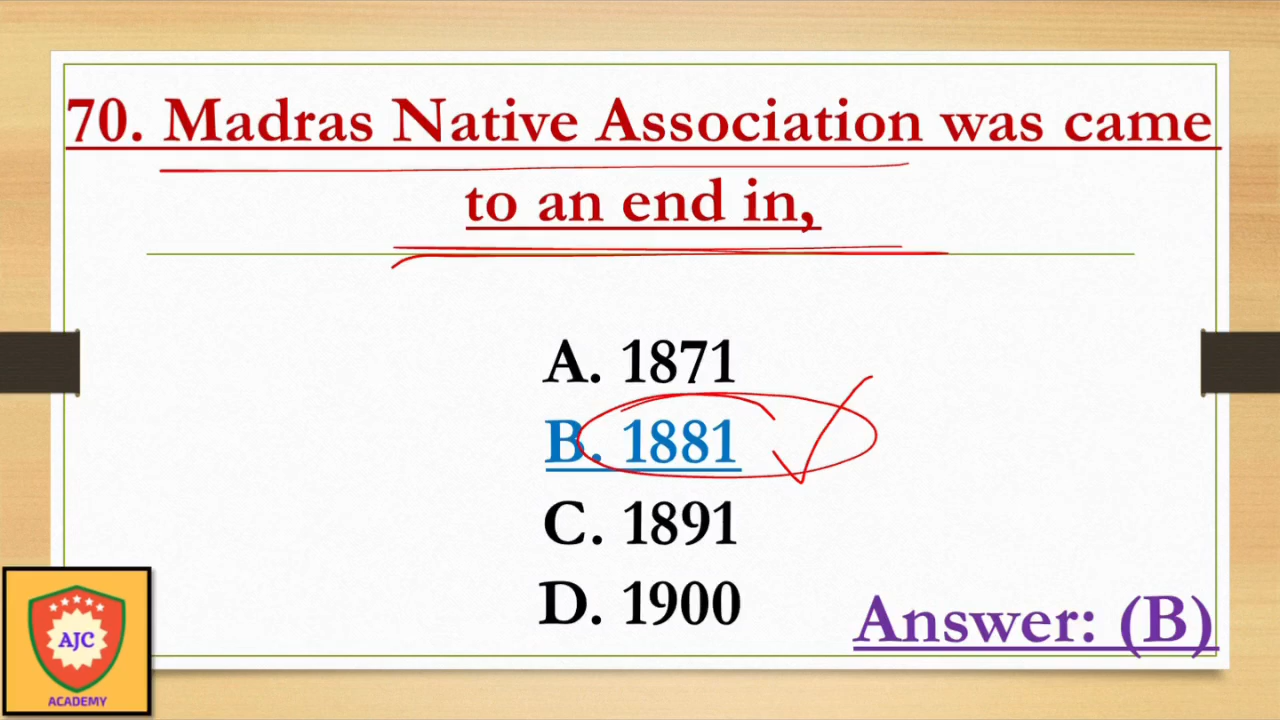 70. Madras Native Association was came
to an end in,
A. 1871
B. 1881
C. 1891
D. 1900
Answer: (B)
AJC
ACADEMY